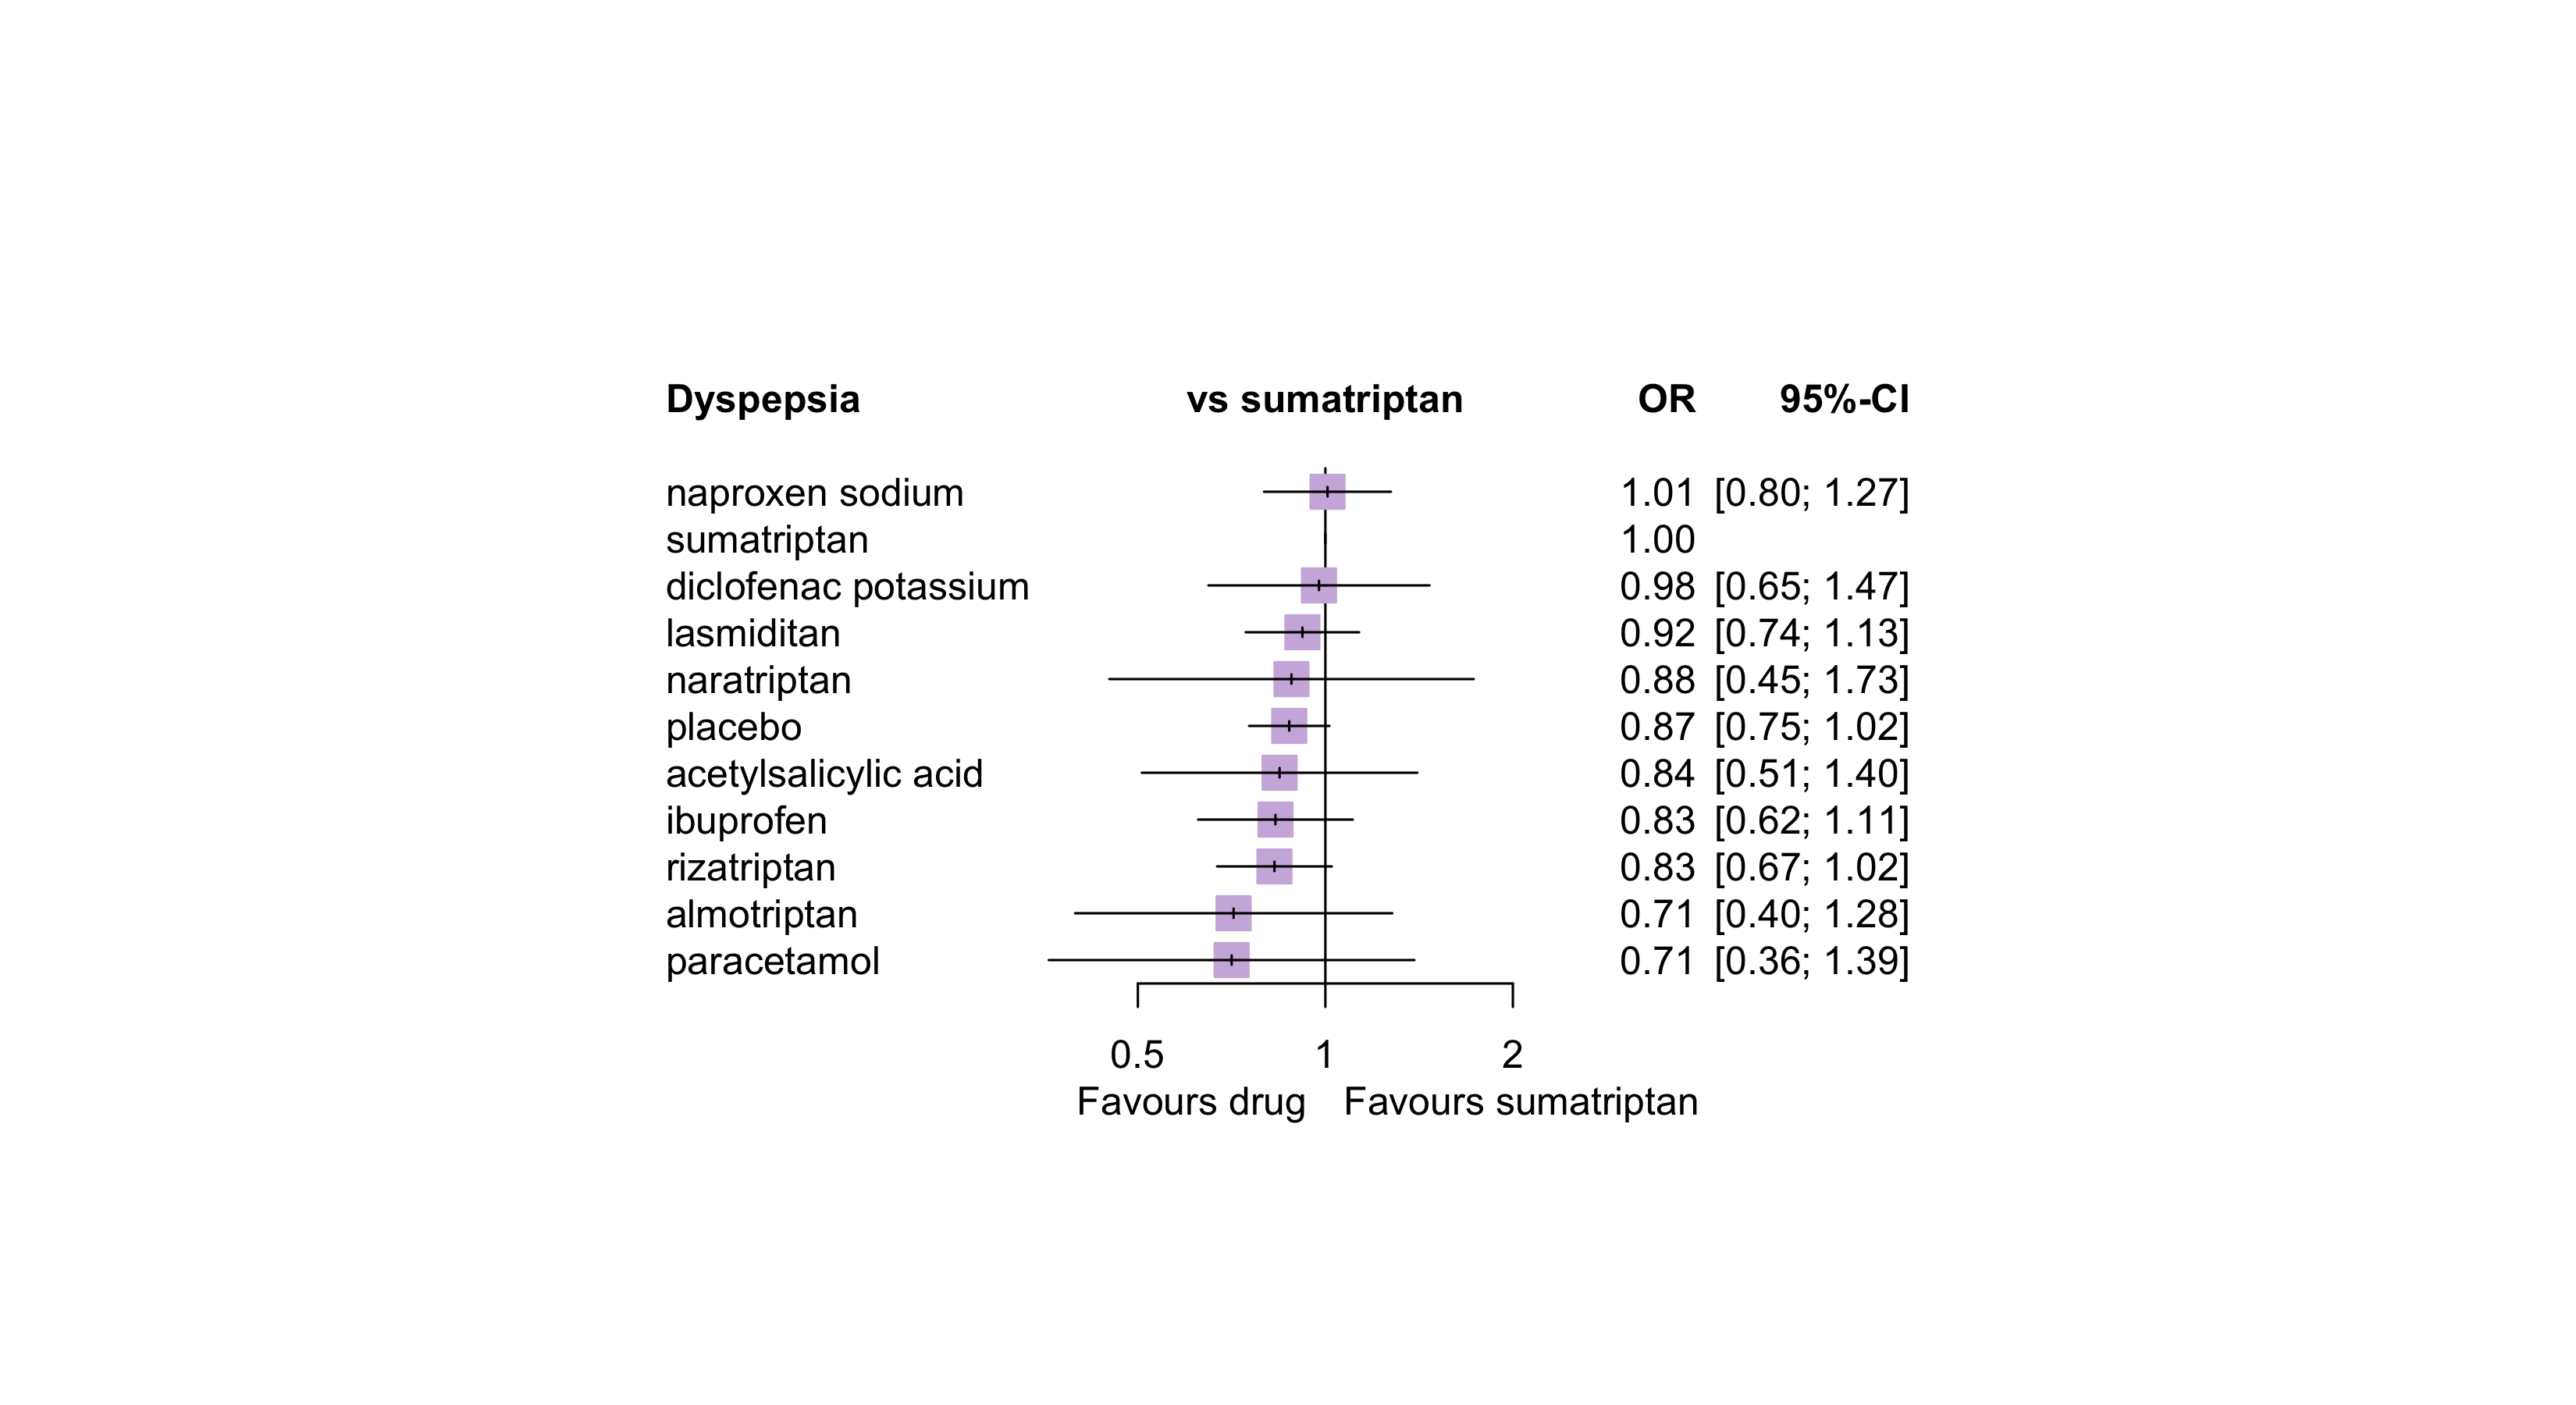 Dyspepsia vs sumatriptan OR 95%-CI
naproxen sodium 1.01 [0.80; 1.27]
sumatriptan 1.00
diclofenac potassium 0.98 [0.65; 1.47]
lasmiditan 0.92 [0.74; 1.13]
naratriptan 0.88 [0.45; 1.73]
placebo 0.87 [0.75; 1.02]
acetylsalicylic acid 0.84 [0.51; 1.40]
ibuprofen 0.83 [0.62; 1.11]
rizatriptan 0.83 [0.67; 1.02]
almotriptan 0.71 [0.40; 1.28]
paracetamol 0.71 [0.36; 1.39]
0.5 1 2
Favours drug Favours sumatriptan